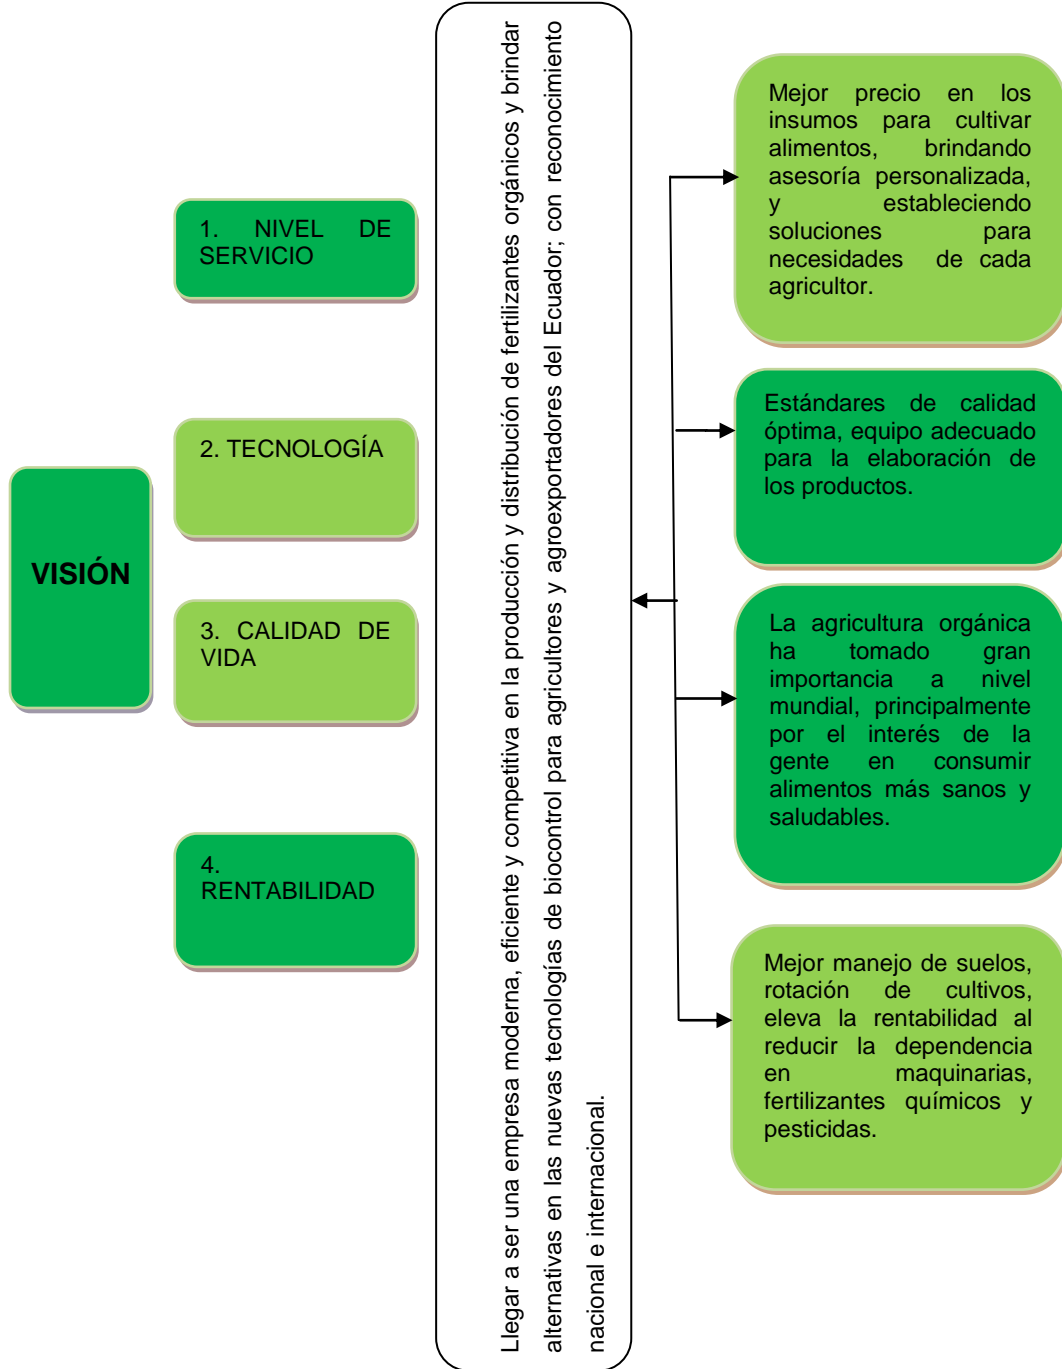 VISIÓN
1. NIVEL DE
SERVICIO
2. TECNOLOGÍA
3. CALIDAD DE
VIDA
4.
RENTABILIDAD
Llegar a ser una empresa moderna, eficiente y competitiva en la producción y distribución de fertilizantes orgánicos y brindar
alternativas en las nuevas tecnologías de biocontrol para agricultores y agroexportadores del Ecuador; con reconocimiento
nacional e internacional.
Mejor precio en los
insumos para cultivar
alimentos, brindando
asesoría personalizada,
y estableciendo
soluciones para
necesidades de cada
agricultor.
Estándares de calidad
óptima, equipo adecuado
para la elaboración de
los productos.
La agricultura orgánica
ha tomado gran
importancia a nivel
mundial, principalmente
por el interés de la
gente en consumir
alimentos más sanos y
saludables.
Mejor manejo de suelos,
rotación de cultivos,
eleva la rentabilidad al
reducir la dependencia
en maquinarias,
fertilizantes químicos y
pesticidas.